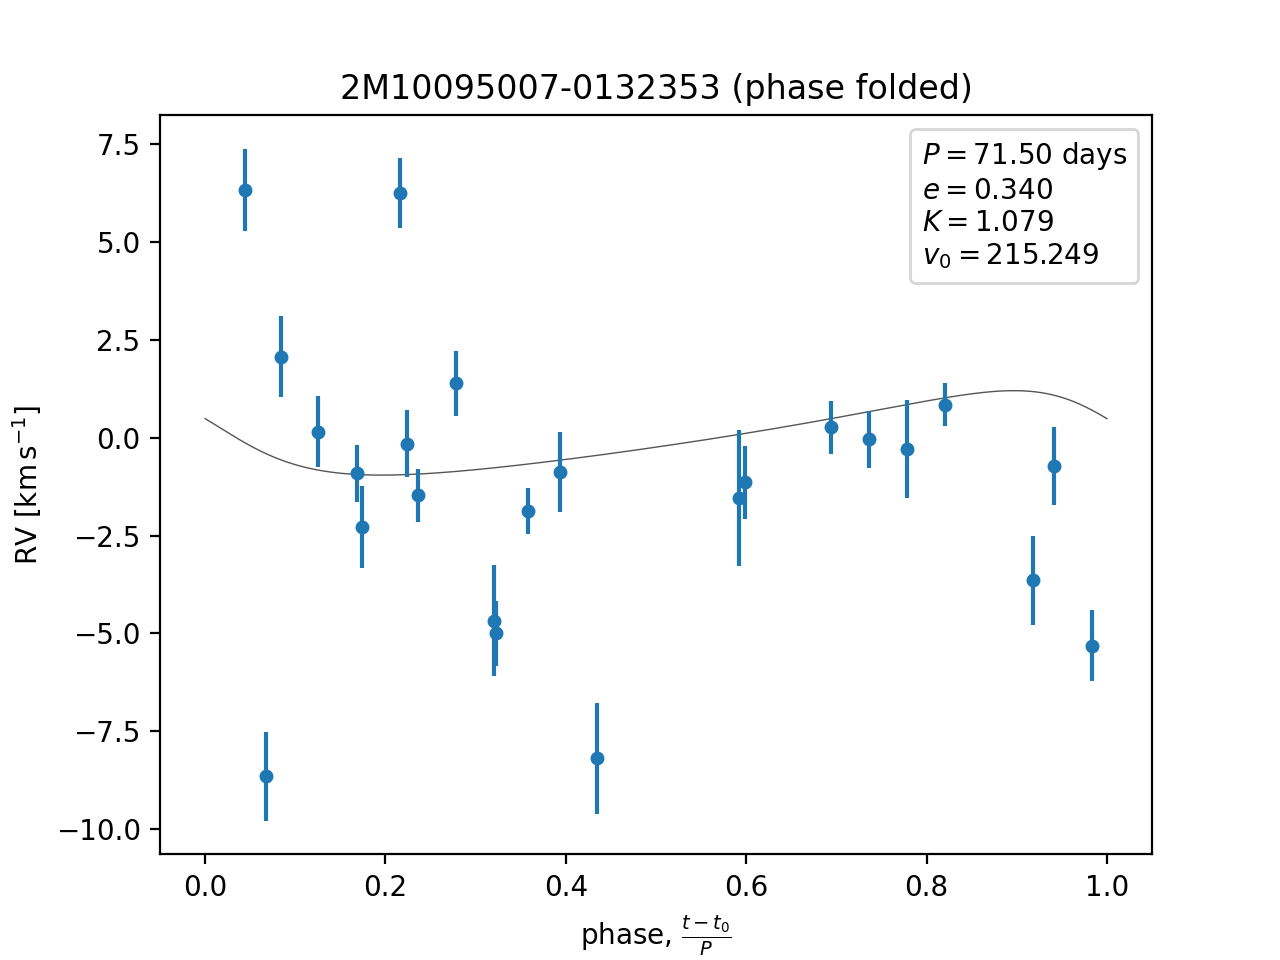 2M10095007-0132353 (phase folded)
P = 71.50 days
e = 0.340
K = 1.079
v₀ = 215.249
RV [km s⁻¹]
7.5
5.0
2.5
0.0
−2.5
−5.0
−7.5
−10.0
0.0 0.2 0.4 0.6 0.8 1.0
phase, (t − t₀)/P